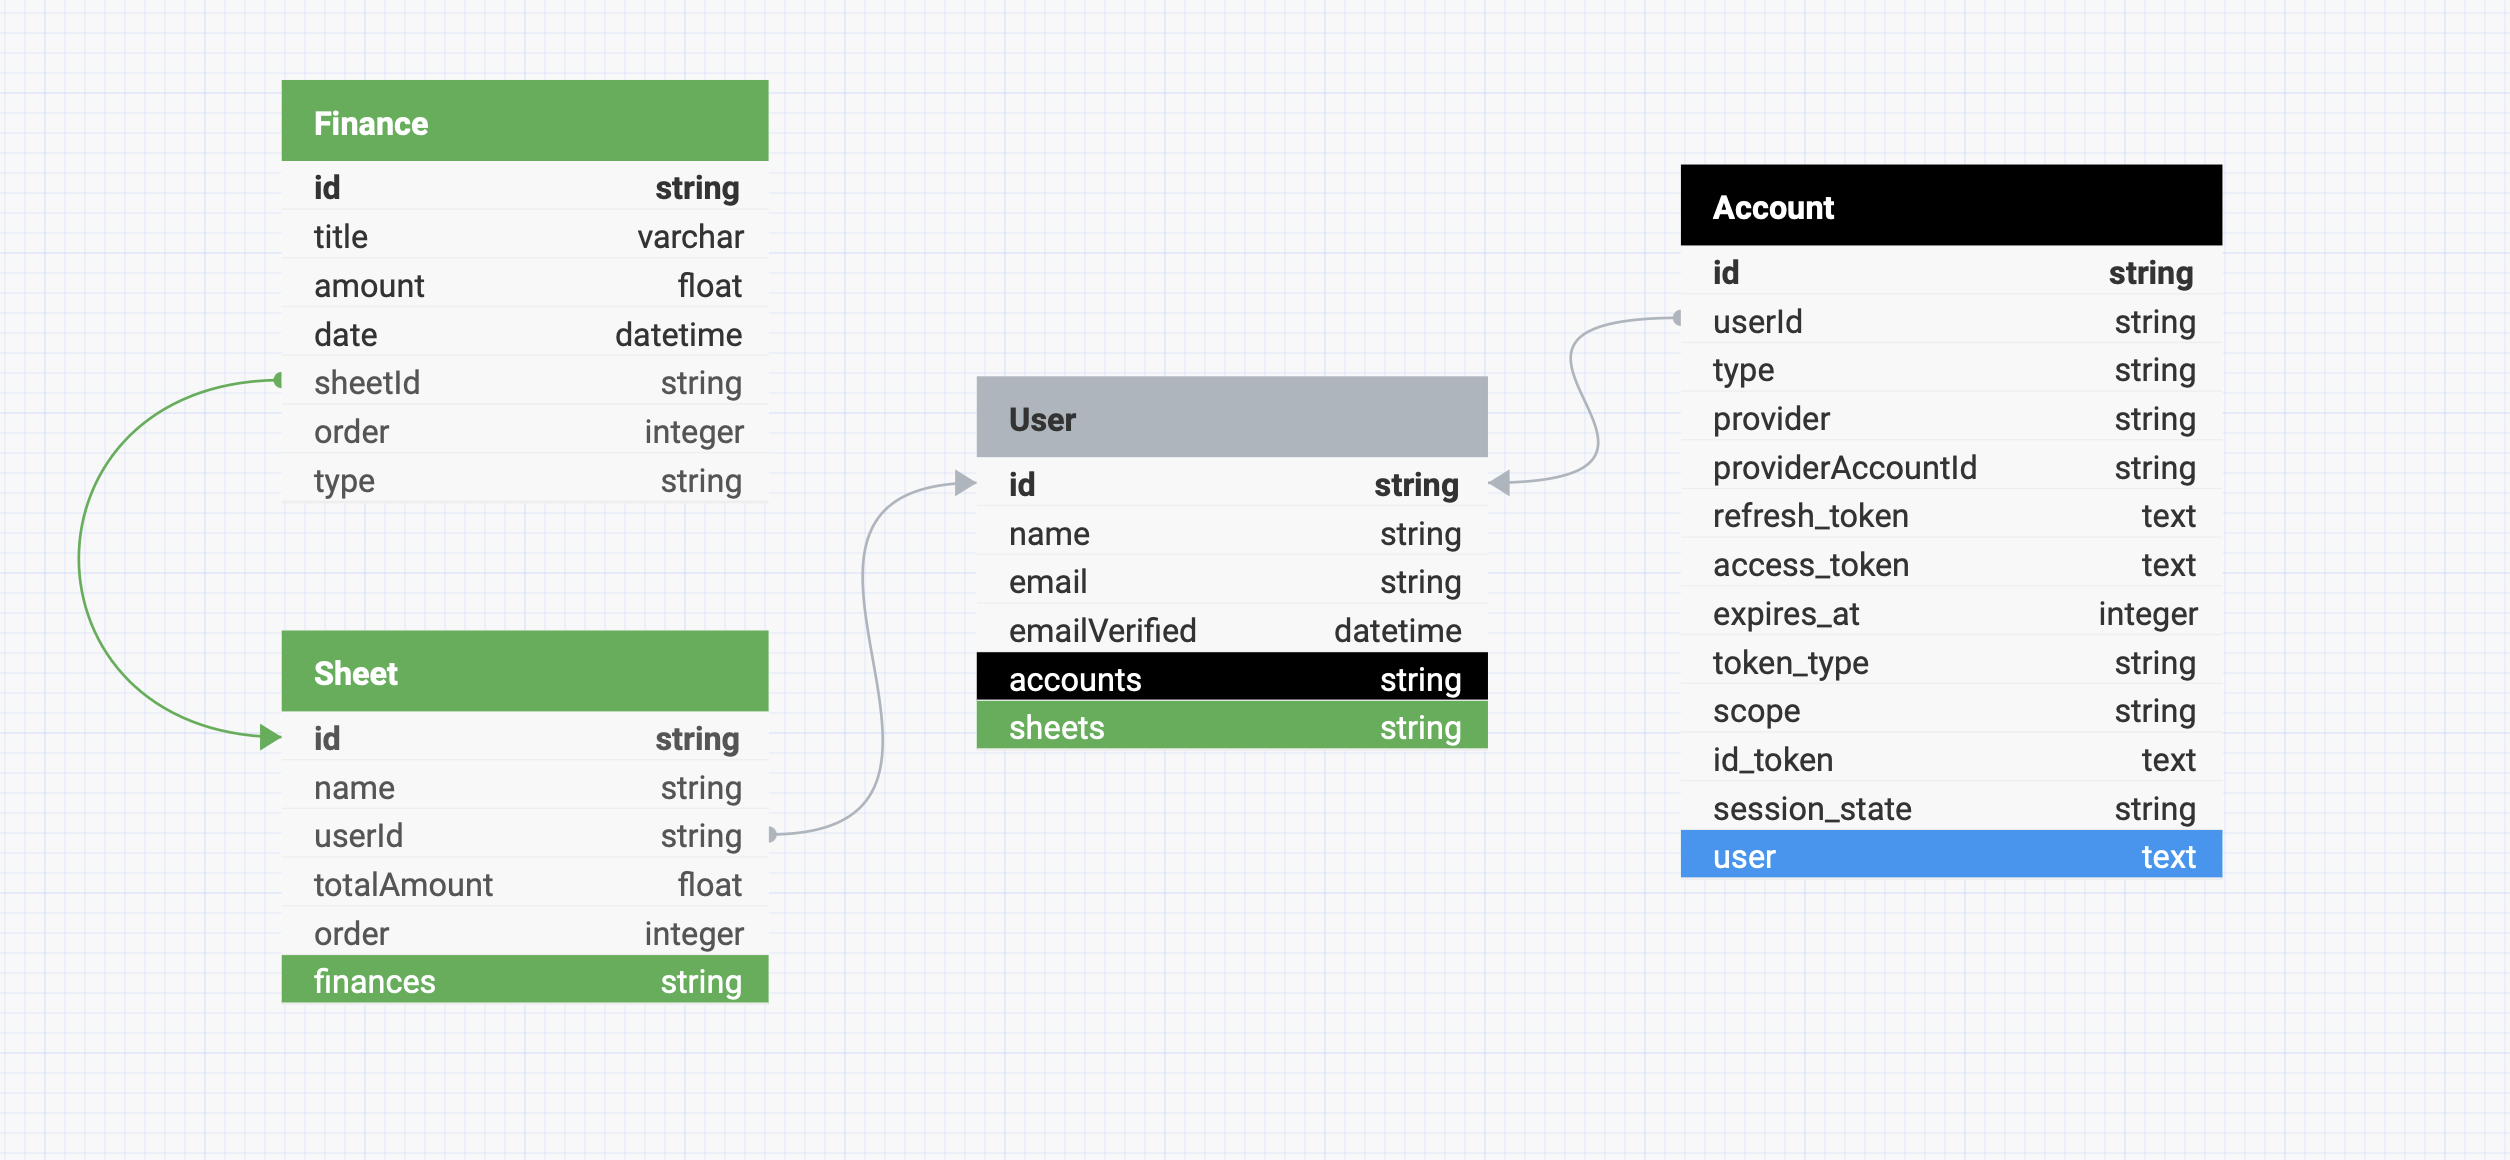 Finance
id string
title varchar
amount float
date datetime
sheetId string
order integer
type string
Sheet
id string
name string
userId string
totalAmount float
order integer
finances string
User
id string
name string
email string
emailVerified datetime
accounts string
sheets string
Account
id string
userId string
type string
provider string
providerAccountId string
refresh_token text
access_token text
expires_at integer
token_type string
scope string
id_token text
session_state string
user text